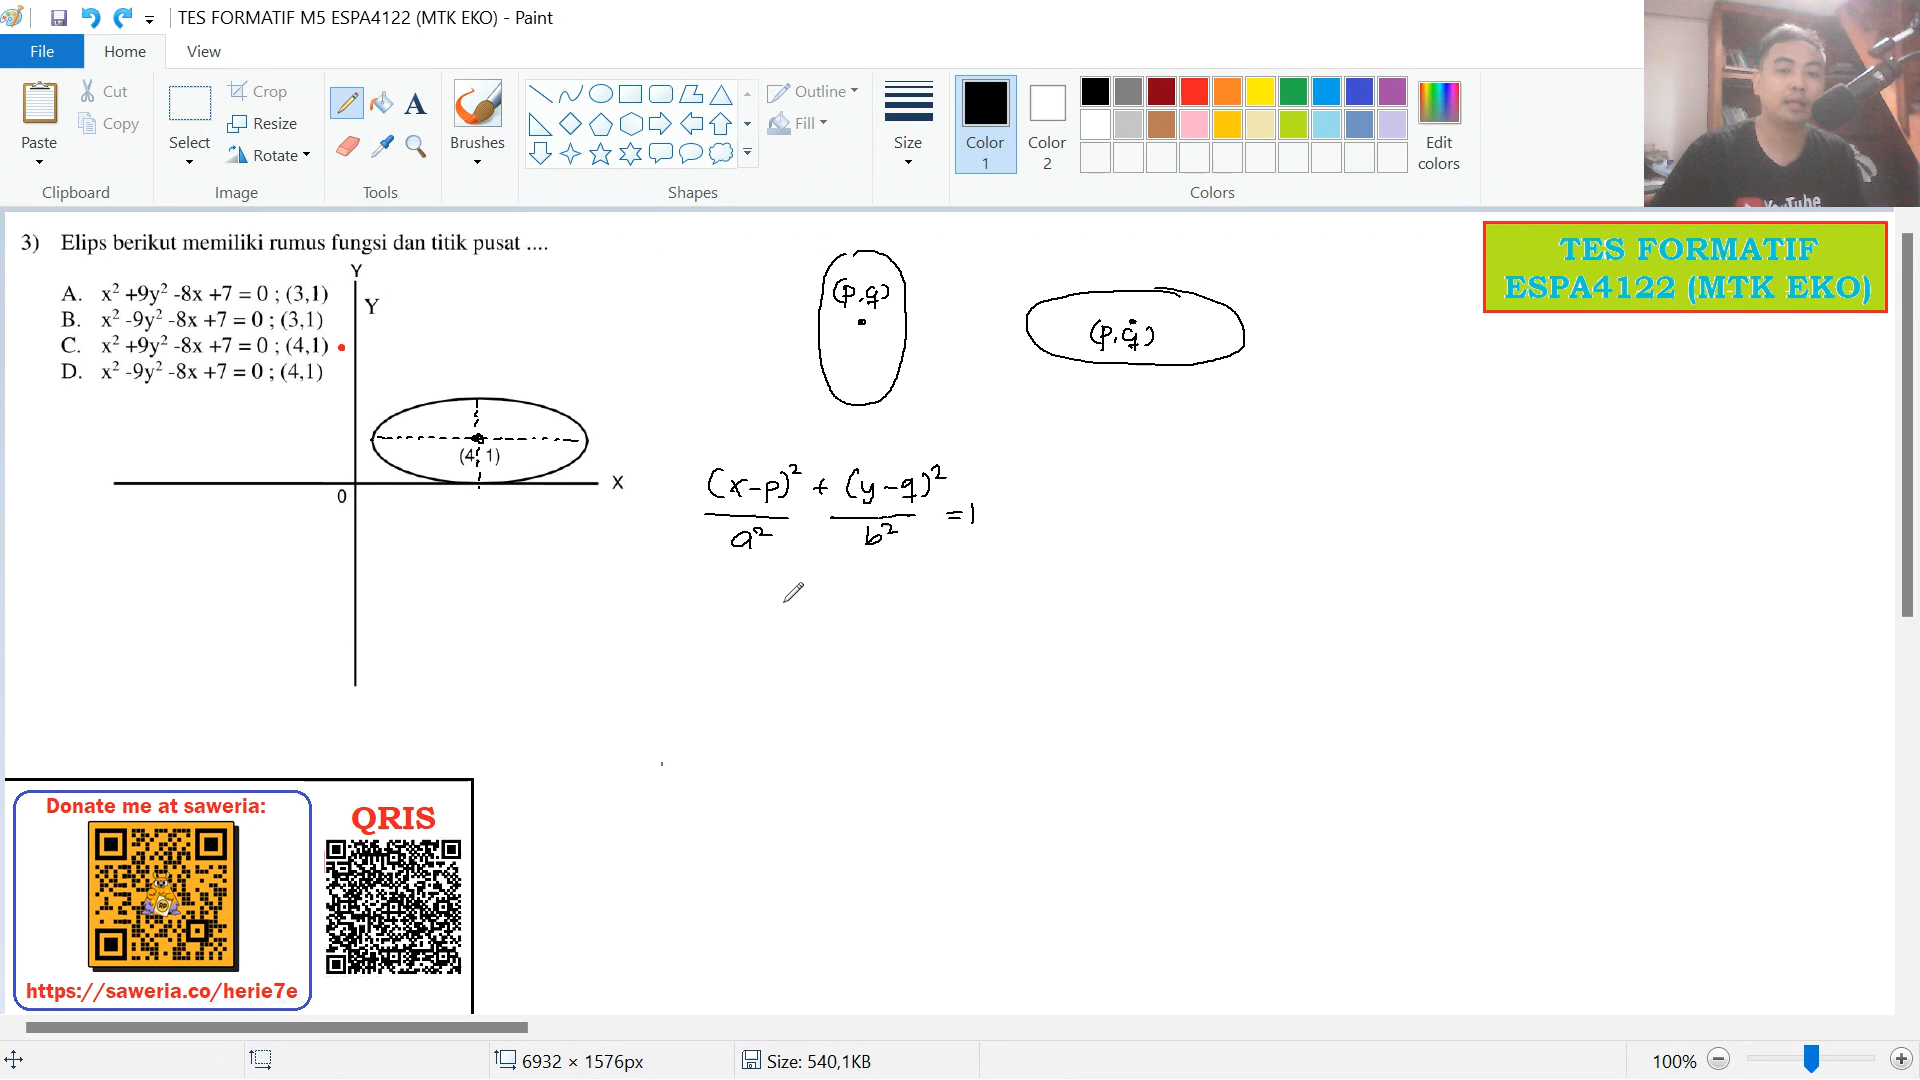 TES FORMATIF M5 ESPA4122 (MTK EKO) - Paint
File
Home
View
Paste
Cut
Copy
Clipboard
Select
Crop
Resize
Rotate
Image
A
Tools
Brushes
Outline
Fill
Shapes
Size
Color
1
Color
2
Edit
colors
Colors
YouTube
3) Elips berikut memiliki rumus fungsi dan titik pusat ....
A. x² +9y² -8x +7 = 0 ; (3,1)
B. x² -9y² -8x +7 = 0 ; (3,1)
C. x² +9y² -8x +7 = 0 ; (4,1)
D. x² -9y² -8x +7 = 0 ; (4,1)
Y
Y
(4, 1)
X
0
(p,q)
(p,q)
(x-p)² + (y-q)²
a² b² =1
TES FORMATIF
ESPA4122 (MTK EKO)
Donate me at saweria:
RP
https://saweria.co/herie7e
QRIS
6932 × 1576px
Size: 540,1KB
100%